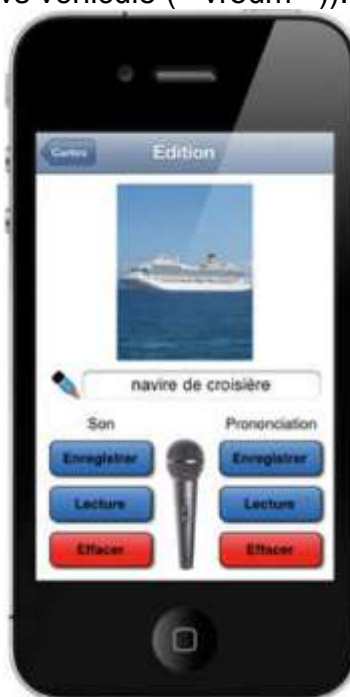 Cartes Edition
navire de croisière
Son Prononciation
Enregistrer Enregistrer
Lecture Lecture
Effacer Effacer